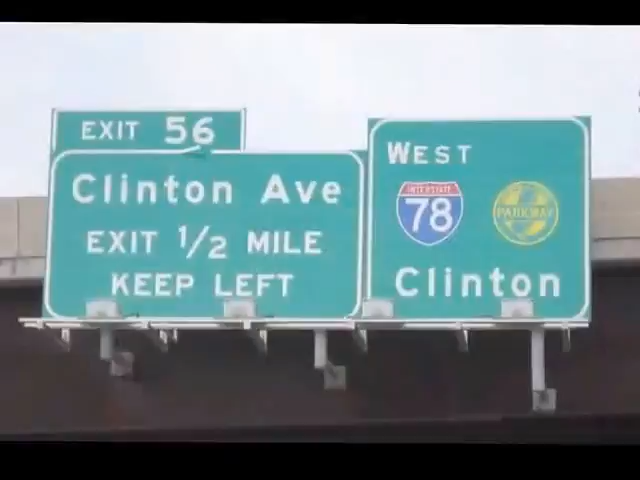 EXIT 56
Clinton Ave
EXIT 1/2 MILE
KEEP LEFT
WEST
INTERSTATE
78
PARKWAY
Clinton